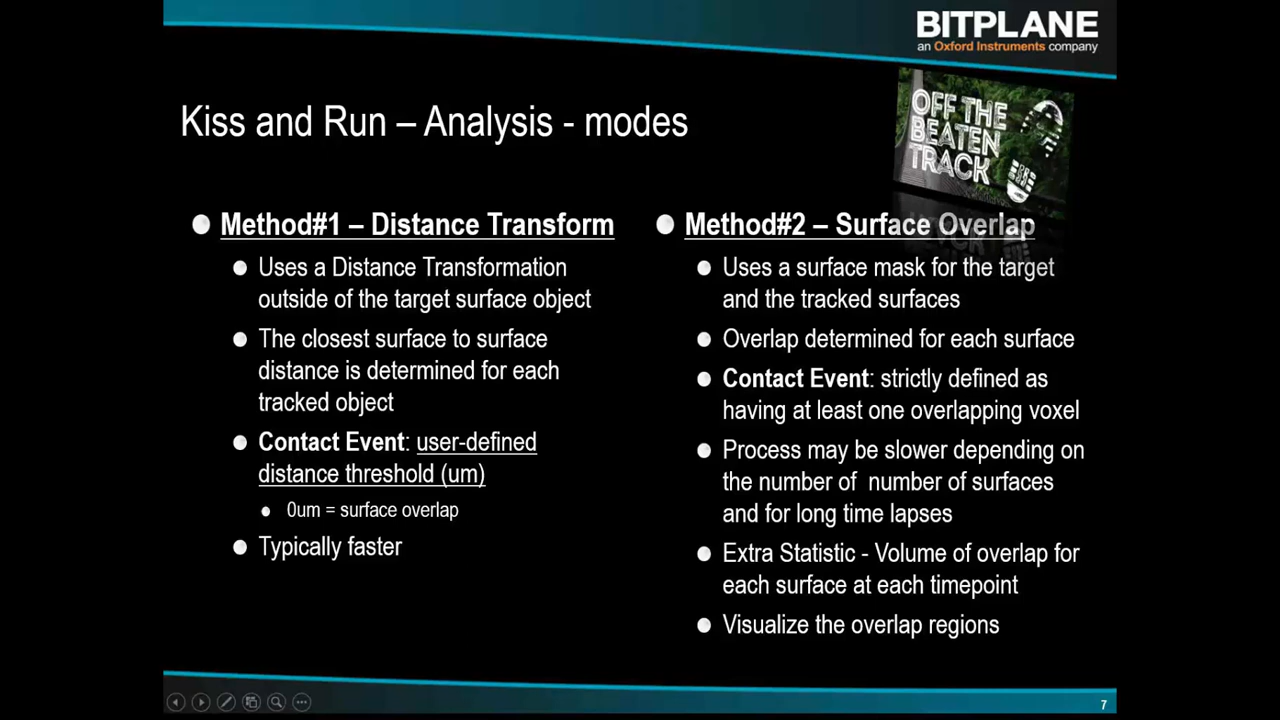 BITPLANE
an Oxford Instruments company
OFF THE
BEATEN
TRACK
Kiss and Run – Analysis - modes
Method#1 – Distance Transform
Uses a Distance Transformation
outside of the target surface object
The closest surface to surface
distance is determined for each
tracked object
Contact Event: user-defined
distance threshold (um)
0um = surface overlap
Typically faster
Method#2 – Surface Overlap
Uses a surface mask for the target
and the tracked surfaces
Overlap determined for each surface
Contact Event: strictly defined as
having at least one overlapping voxel
Process may be slower depending on
the number of number of surfaces
and for long time lapses
Extra Statistic - Volume of overlap for
each surface at each timepoint
Visualize the overlap regions
7